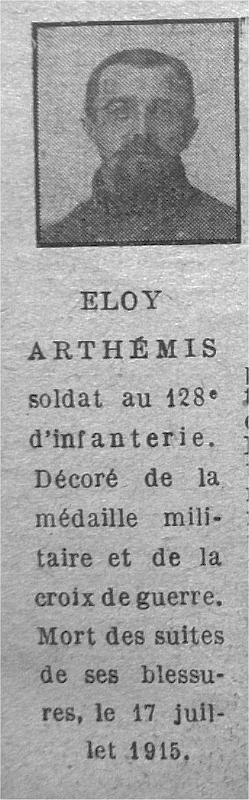 ELOY
ARTHÉMIS
soldat au 128e
d'infanterie.
Décoré de la
médaille mili-
taire et de la
croix de guerre.
Mort des suites
de ses blessu-
res, le 17 juil-
let 1915.